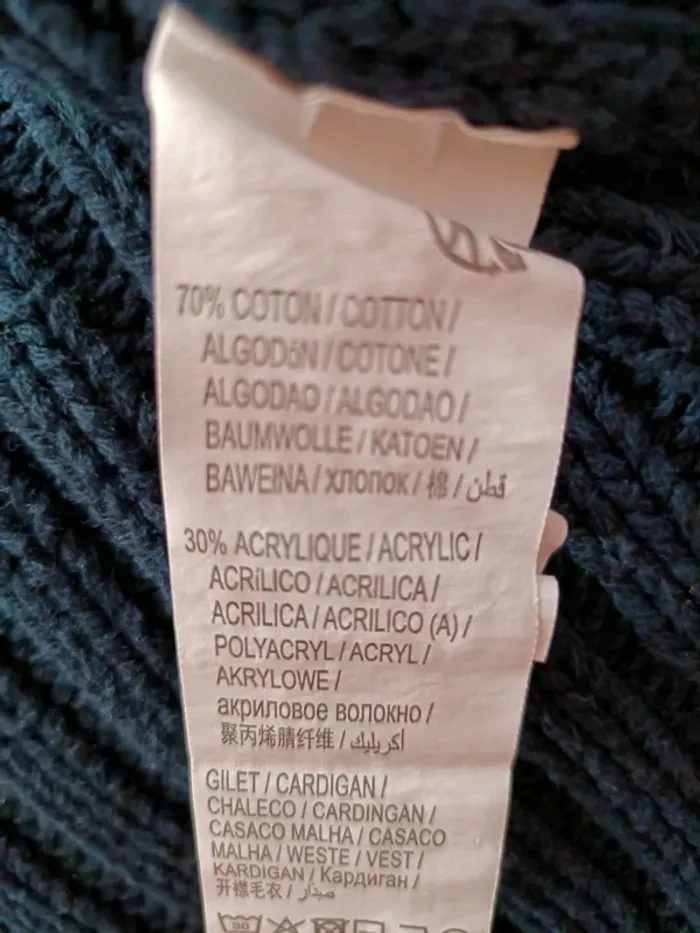 70% COTON / COTTON /
ALGODóN / COTONE /
ALGODAO / ALGODAO /
BAUMWOLLE / KATOEN /
BAWEINA / хлопок / 棉 / قطن
30% ACRYLIQUE / ACRYLIC /
ACRíLICO / ACRILICA /
ACRILICA / ACRILICO (A) /
POLYACRYL / ACRYL /
AKRYLOWE /
акриловое волокно /
聚丙烯腈纤维 / أكريليك
GILET / CARDIGAN /
CHALECO / CARDINGAN /
CASACO MALHA / CASACO
MALHA / WESTE / VEST /
KARDIGAN / Кардиган /
开襟毛衣 / صيدار
30